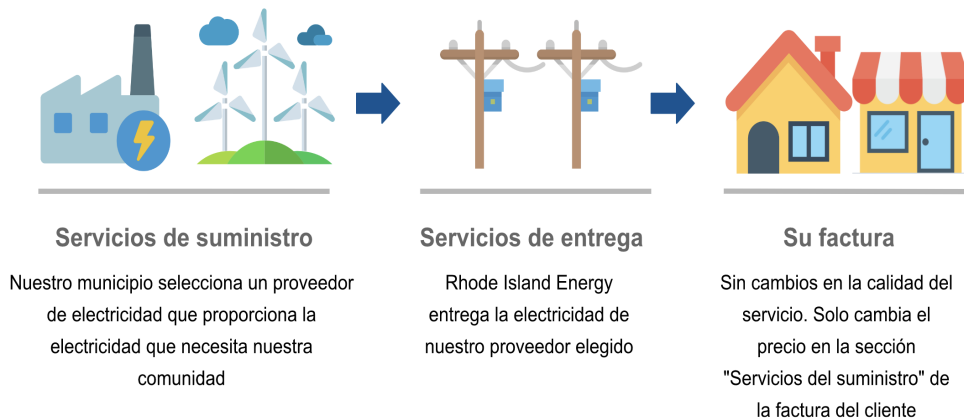 Servicios de suministro
Nuestro municipio selecciona un proveedor
de electricidad que proporciona la
electricidad que necesita nuestra
comunidad
Servicios de entrega
Rhode Island Energy
entrega la electricidad de
nuestro proveedor elegido
Su factura
Sin cambios en la calidad del
servicio. Solo cambia el
precio en la sección
"Servicios del suministro" de
la factura del cliente